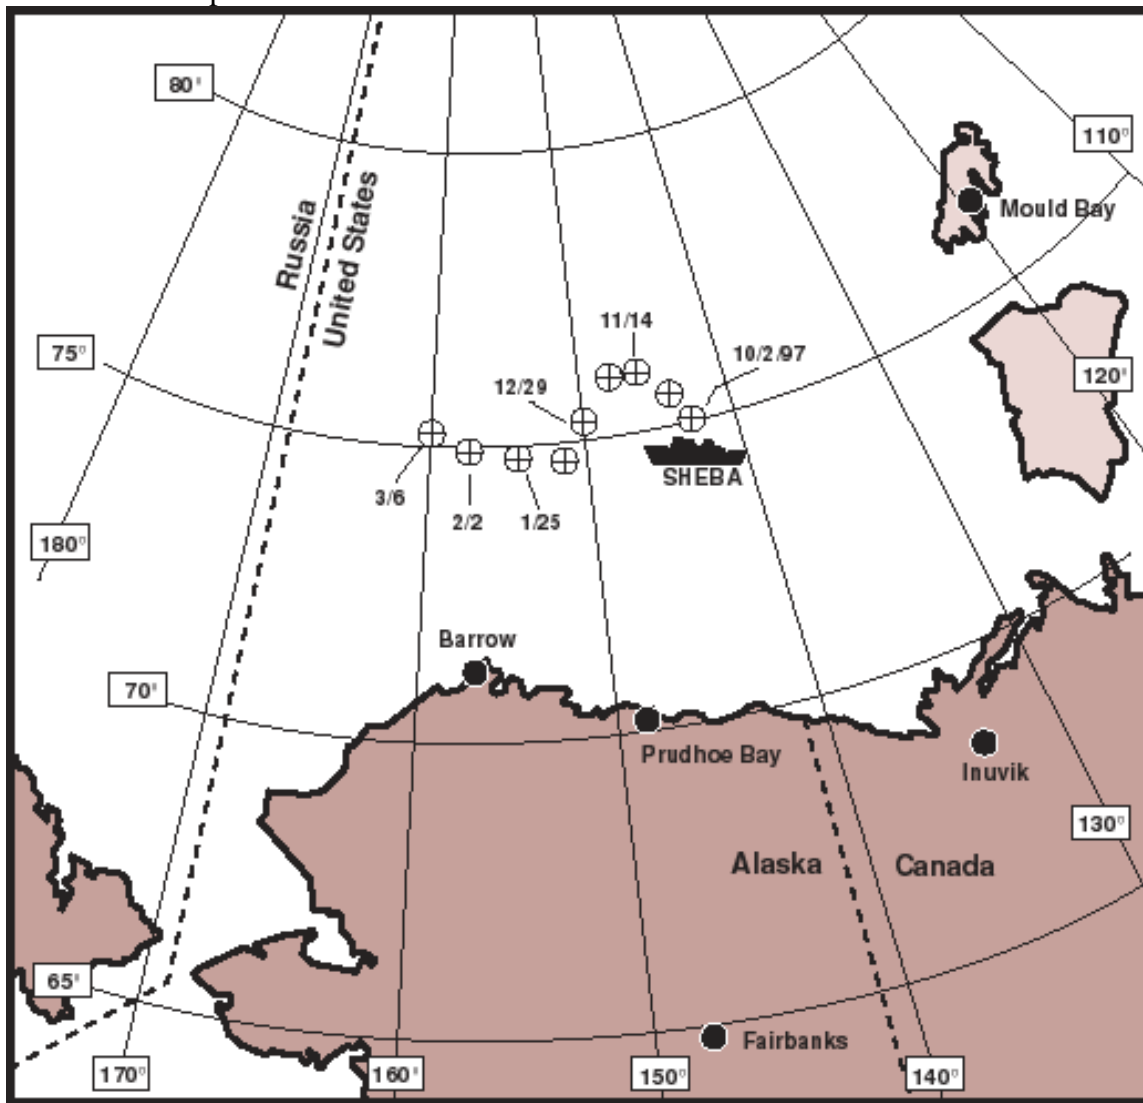 80°
110°
Russia
United States
Mould Bay
11/14
75°
10/2/97
120°
12/29
SHEBA
3/6
2/2
1/25
180°
Barrow
70°
Prudhoe Bay
Inuvik
130°
Alaska
Canada
65°
Fairbanks
170°
160°
150°
140°